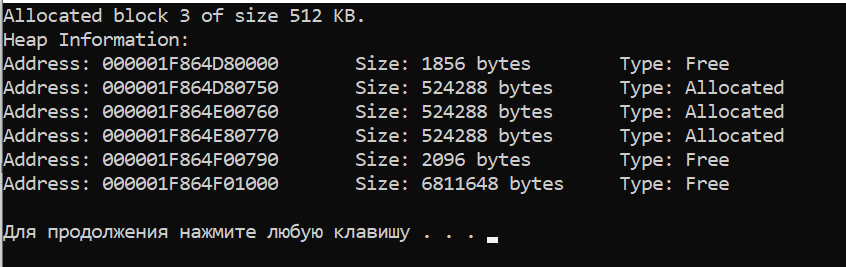 Allocated block 3 of size 512 KB.
Heap Information:
Address: 000001F864D80000 Size: 1856 bytes Type: Free
Address: 000001F864D80750 Size: 524288 bytes Type: Allocated
Address: 000001F864E00760 Size: 524288 bytes Type: Allocated
Address: 000001F864E80770 Size: 524288 bytes Type: Allocated
Address: 000001F864F00790 Size: 2096 bytes Type: Free
Address: 000001F864F01000 Size: 6811648 bytes Type: Free
Для продолжения нажмите любую клавишу . . .